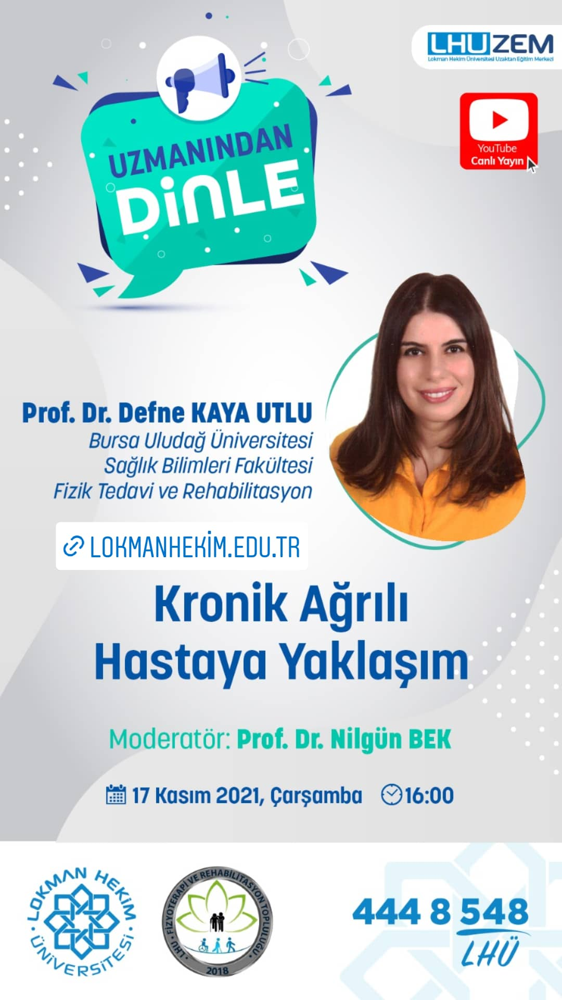 LHUZEM
Lokman Hekim Üniversitesi Uzaktan Eğitim Merkezi
YouTube
Canlı Yayın
UZMANINDAN
DİNLE
Prof. Dr. Defne KAYA UTLU
Bursa Uludağ Üniversitesi
Sağlık Bilimleri Fakültesi
Fizik Tedavi ve Rehabilitasyon
LOKMANHEKİM.EDU.TR
Kronik Ağrılı
Hastaya Yaklaşım
Moderatör: Prof. Dr. Nilgün BEK
17 Kasım 2021, Çarşamba 16:00
LOKMAN HEKİM
ÜNİVERSİTESİ
LHU · FİZYOTERAPİ VE REHABİLİTASYON TOPLULUĞU
2018
444 8 548
LHÜ